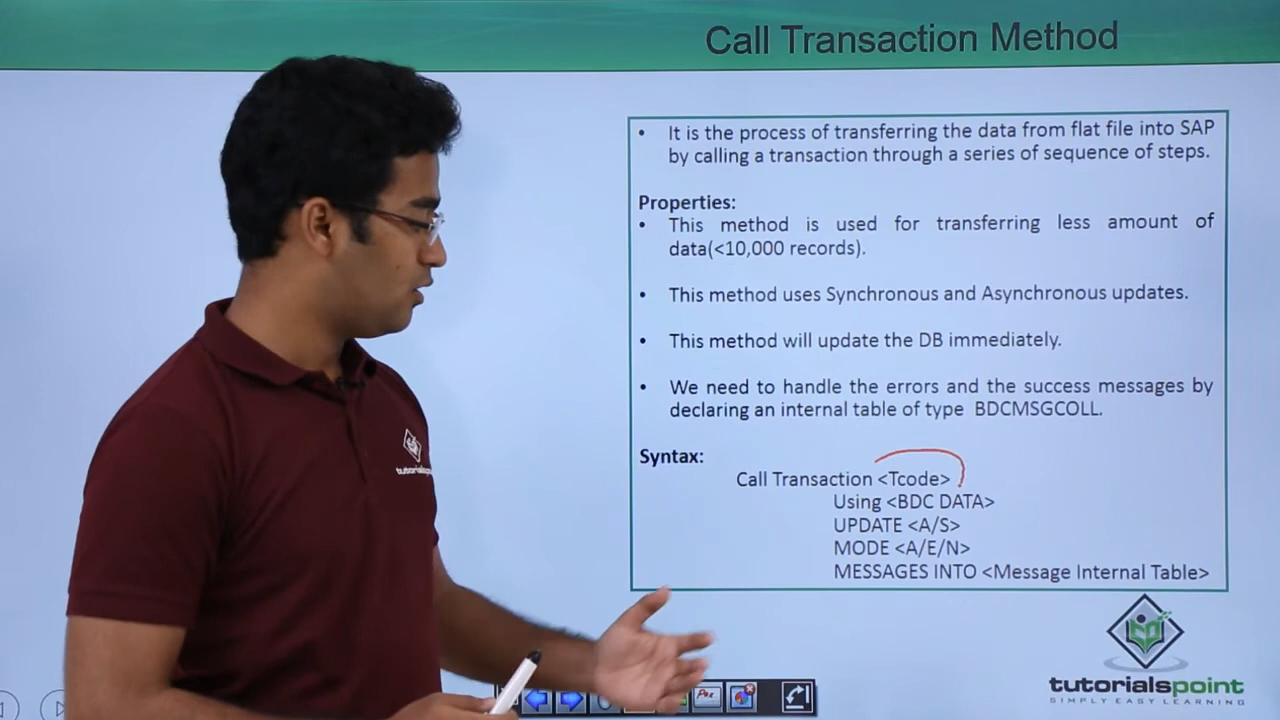 Call Transaction Method
• It is the process of transferring the data from flat file into SAP
by calling a transaction through a series of sequence of steps.
Properties:
• This method is used for transferring less amount of
data(<10,000 records).
• This method uses Synchronous and Asynchronous updates.
• This method will update the DB immediately.
• We need to handle the errors and the success messages by
declaring an internal table of type BDCMSGCOLL.
Syntax:
Call Transaction <Tcode>
Using <BDC DATA>
UPDATE <A/S>
MODE <A/E/N>
MESSAGES INTO <Message Internal Table>
tutorialspoint
SIMPLY EASY LEARNING